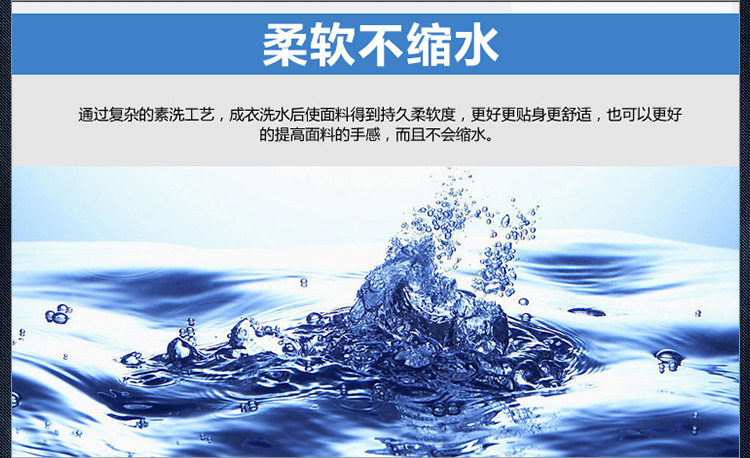 柔软不缩水
通过复杂的素洗工艺，成衣洗水后使面料得到持久柔软度，更好更贴身更舒适，也可以更好
的提高面料的手感，而且不会缩水。